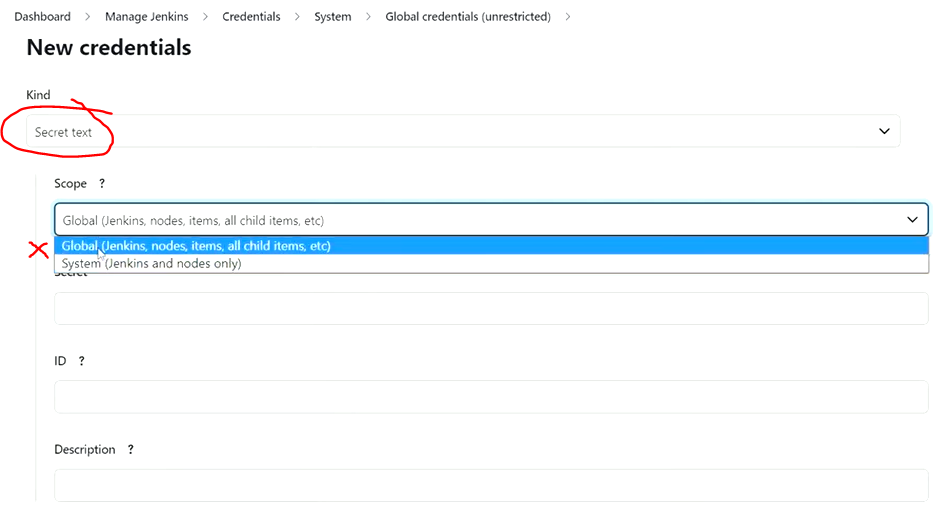 Dashboard > Manage Jenkins > Credentials > System > Global credentials (unrestricted) >
New credentials
Kind
Secret text
Scope ?
Global (Jenkins, nodes, items, all child items, etc)
Global (Jenkins, nodes, items, all child items, etc)
System (Jenkins and nodes only)
Secret
ID ?
Description ?